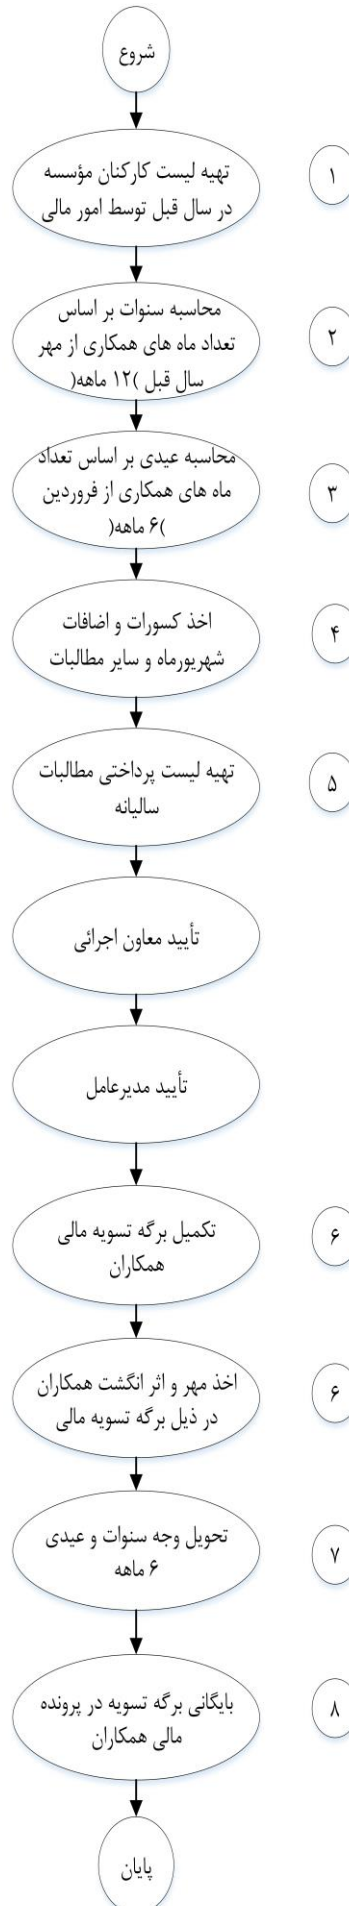 شروع
تهیه لیست کارکنان مؤسسه
در سال قبل توسط امور مالی
۱
محاسبه سنوات بر اساس
تعداد ماه های همکاری از مهر
سال قبل )۱۲ ماهه(
۲
محاسبه عیدی بر اساس تعداد
ماه های همکاری از فروردین
)۶ ماهه(
۳
اخذ کسورات و اضافات
شهریورماه و سایر مطالبات
۴
تهیه لیست پرداختی مطالبات
سالیانه
۵
تأیید معاون اجرائی
تأیید مدیرعامل
تکمیل برگه تسویه مالی
همکاران
۶
اخذ مهر و اثر انگشت همکاران
در ذیل برگه تسویه مالی
۶
تحویل وجه سنوات و عیدی
۶ ماهه
۷
بایگانی برگه تسویه در پرونده
مالی همکاران
۸
پایان